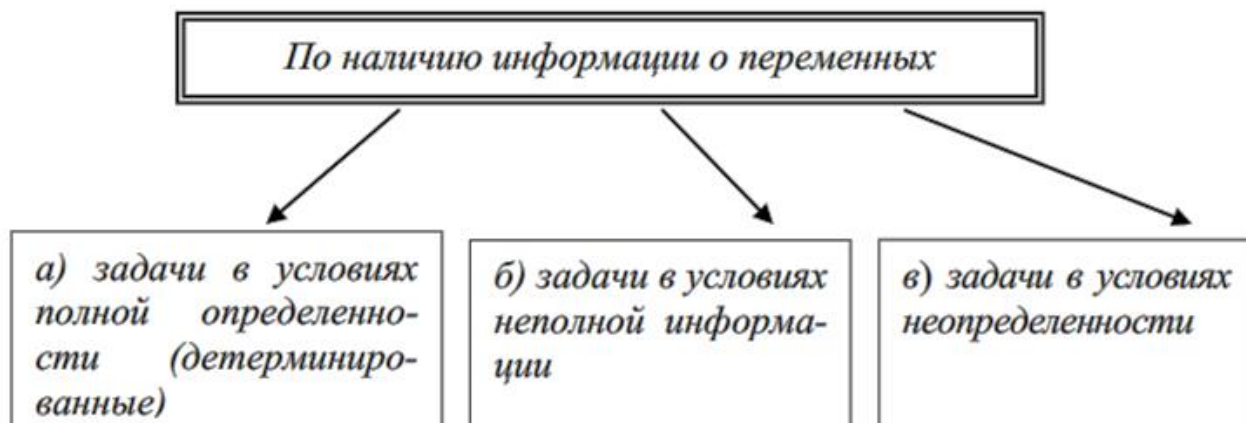 По наличию информации о переменных
а) задачи в условиях
полной определенно-
сти (детерминиро-
ванные)
б) задачи в условиях
неполной информа-
ции
в) задачи в условиях
неопределенности